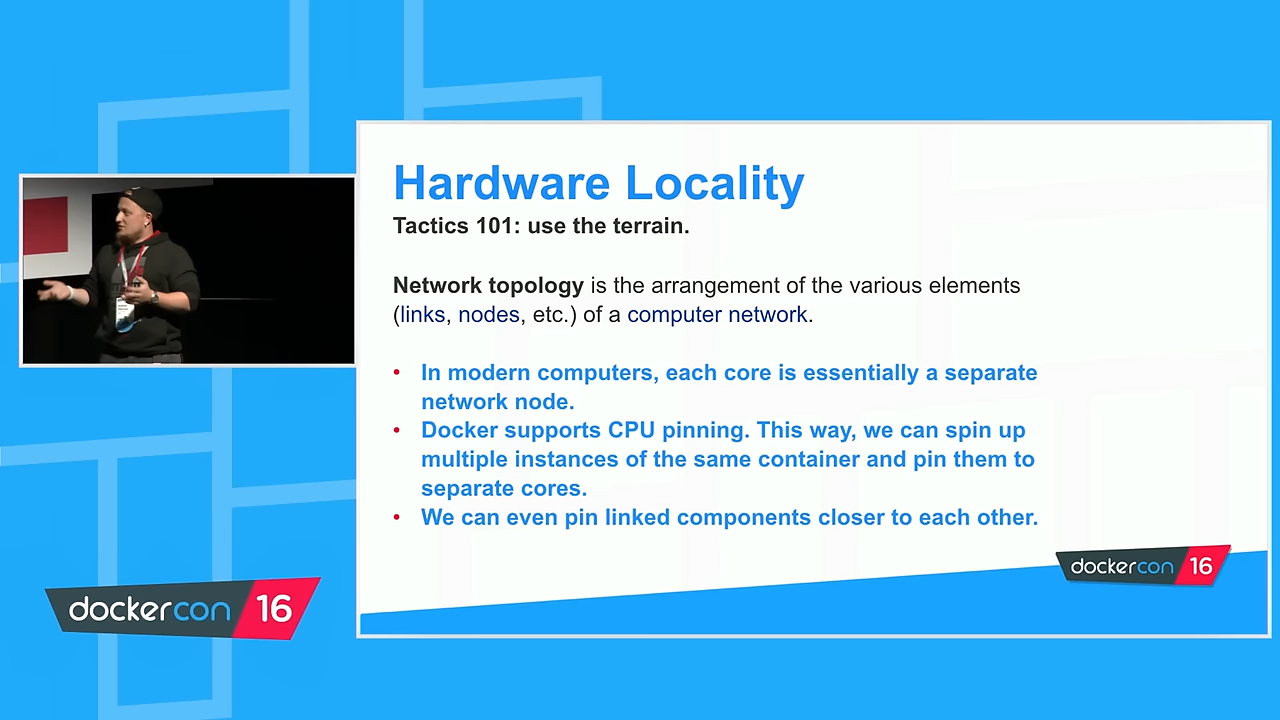 Hardware Locality
Tactics 101: use the terrain.
Network topology is the arrangement of the various elements
(links, nodes, etc.) of a computer network.
• In modern computers, each core is essentially a separate
network node.
• Docker supports CPU pinning. This way, we can spin up
multiple instances of the same container and pin them to
separate cores.
• We can even pin linked components closer to each other.
dockercon 16
dockercon 16